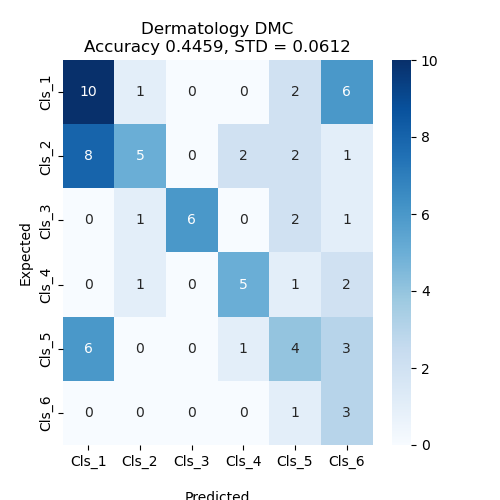 Dermatology DMC
Accuracy 0.4459, STD = 0.0612
Cls_1 10 1 0 0 2 6
Cls_2 8 5 0 2 2 1
Cls_3 0 1 6 0 2 1
Cls_4 0 1 0 5 1 2
Cls_5 6 0 0 1 4 3
Cls_6 0 0 0 0 1 3
Cls_1 Cls_2 Cls_3 Cls_4 Cls_5 Cls_6
Expected
Predicted
10
8
6
4
2
0